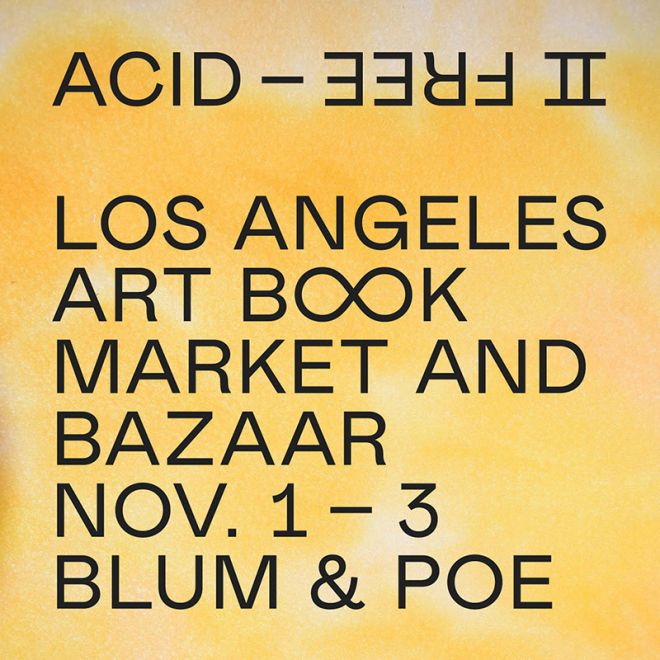 ACID – FREE II
LOS ANGELES
ART BOOK
MARKET AND
BAZAAR
NOV. 1 – 3
BLUM & POE